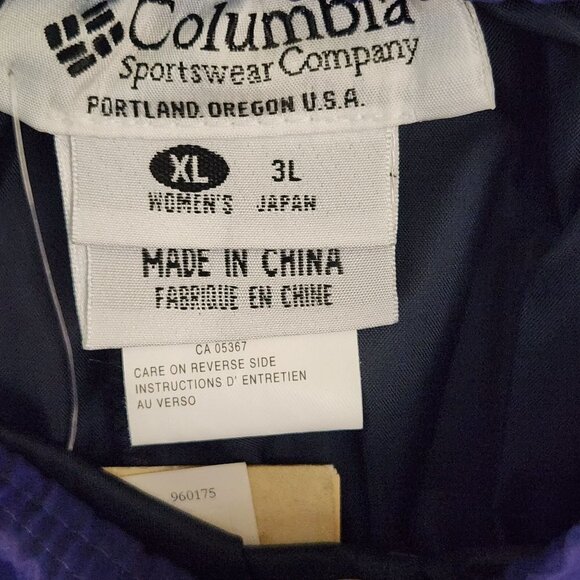 Columbia
Sportswear Company
PORTLAND. OREGON U.S.A.
XL 3L
WOMEN'S JAPAN
MADE IN CHINA
FABRIQUE EN CHINE
CA 05367
CARE ON REVERSE SIDE
INSTRUCTIONS D' ENTRETIEN
AU VERSO
960175